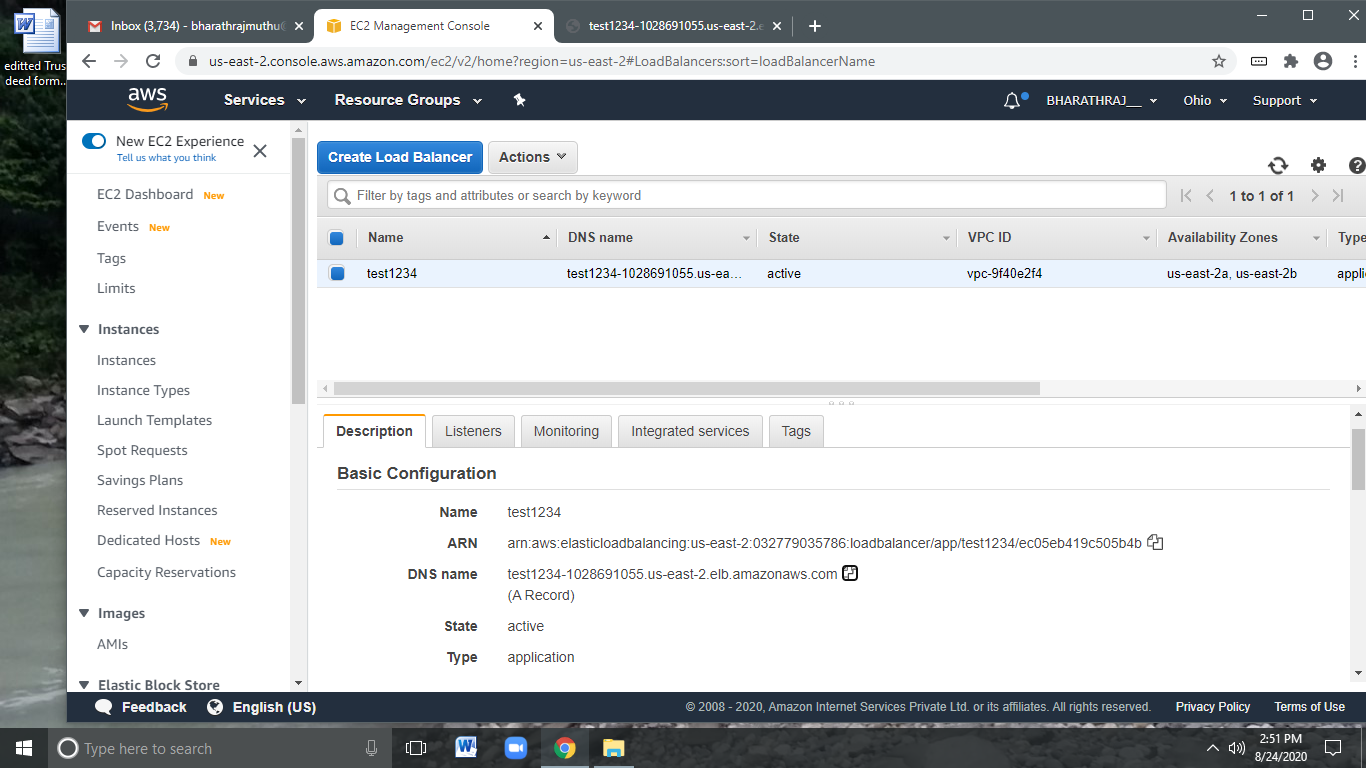 editted Trus
deed form...
Inbox (3,734) - bharathrajmuthu
EC2 Management Console
test1234-1028691055.us-east-2.e
us-east-2.console.aws.amazon.com/ec2/v2/home?region=us-east-2#LoadBalancers:sort=loadBalancerName
aws Services Resource Groups BHARATHRAJ__ Ohio Support
New EC2 Experience
Tell us what you think
EC2 Dashboard New
Events New
Tags
Limits
Instances
Instances
Instance Types
Launch Templates
Spot Requests
Savings Plans
Reserved Instances
Dedicated Hosts New
Capacity Reservations
Images
AMIs
Elastic Block Store
Create Load Balancer Actions
Filter by tags and attributes or search by keyword 1 to 1 of 1
Name DNS name State VPC ID Availability Zones Type
test1234 test1234-1028691055.us-ea... active vpc-9f40e2f4 us-east-2a, us-east-2b appli
Description Listeners Monitoring Integrated services Tags
Basic Configuration
Name test1234
ARN arn:aws:elasticloadbalancing:us-east-2:032779035786:loadbalancer/app/test1234/ec05eb419c505b4b
DNS name test1234-1028691055.us-east-2.elb.amazonaws.com
(A Record)
State active
Type application
Feedback English (US) © 2008 - 2020, Amazon Internet Services Private Ltd. or its affiliates. All rights reserved. Privacy Policy Terms of Use
Type here to search
2:51 PM
8/24/2020